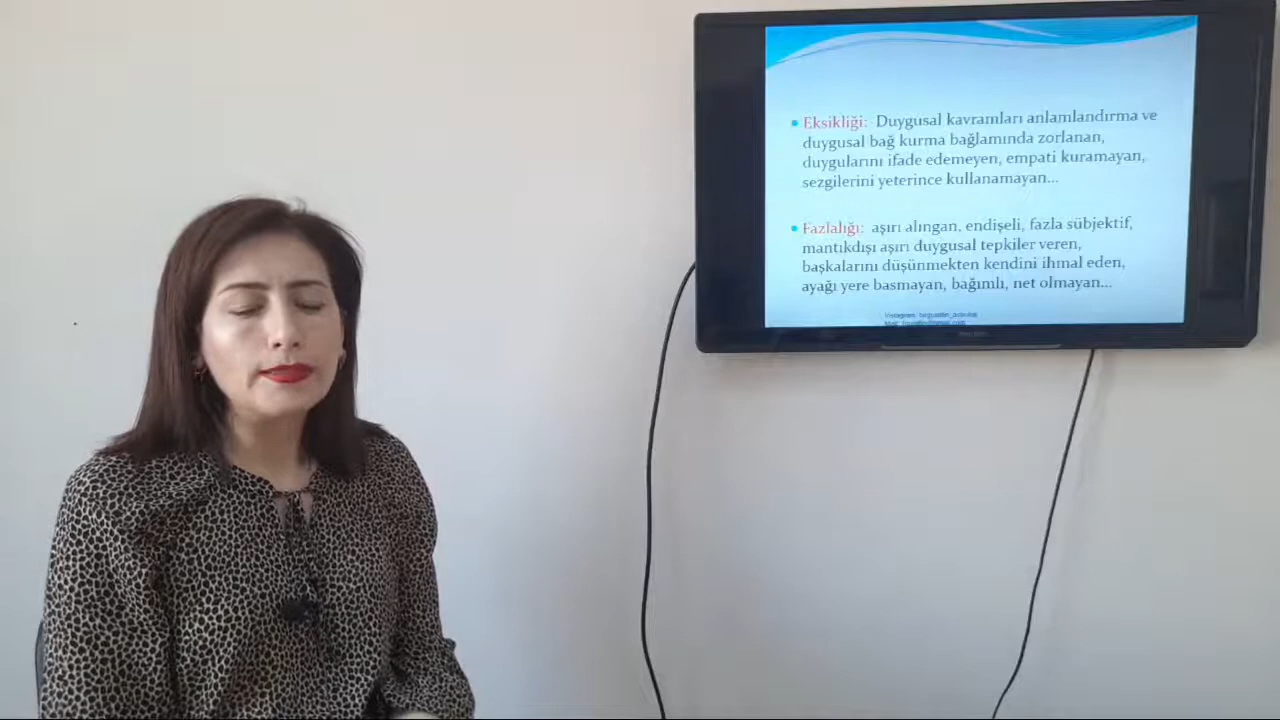 Eksikliği: Duygusal kavramları anlamlandırma ve
duygusal bağ kurma bağlamında zorlanan,
duygularını ifade edemeyen, empati kuramayan,
sezgilerini yeterince kullanamayan...
Fazlalığı: aşırı alıngan, endişeli, fazla sübjektif,
mantıkdışı aşırı duygusal tepkiler veren,
başkalarını düşünmekten kendini ihmal eden,
ayağı yere basmayan, bağımlı, net olmayan...
Instagram:
Mail: